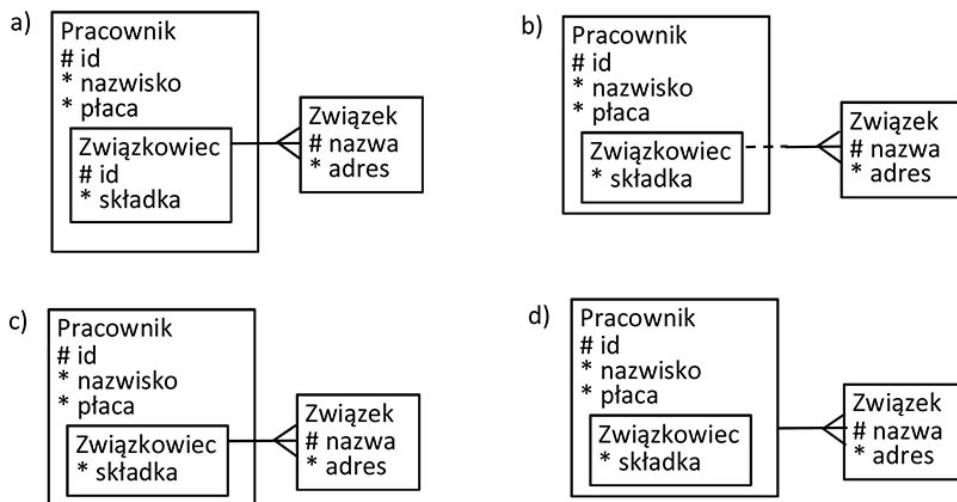 a)
Pracownik
# id
* nazwisko
* płaca
Związkowiec
# id
* składka
Związek
# nazwa
* adres
b)
Pracownik
# id
* nazwisko
* płaca
Związkowiec
* składka
Związek
# nazwa
* adres
c)
Pracownik
# id
* nazwisko
* płaca
Związkowiec
* składka
Związek
# nazwa
* adres
d)
Pracownik
# id
* nazwisko
* płaca
Związkowiec
* składka
Związek
# nazwa
* adres